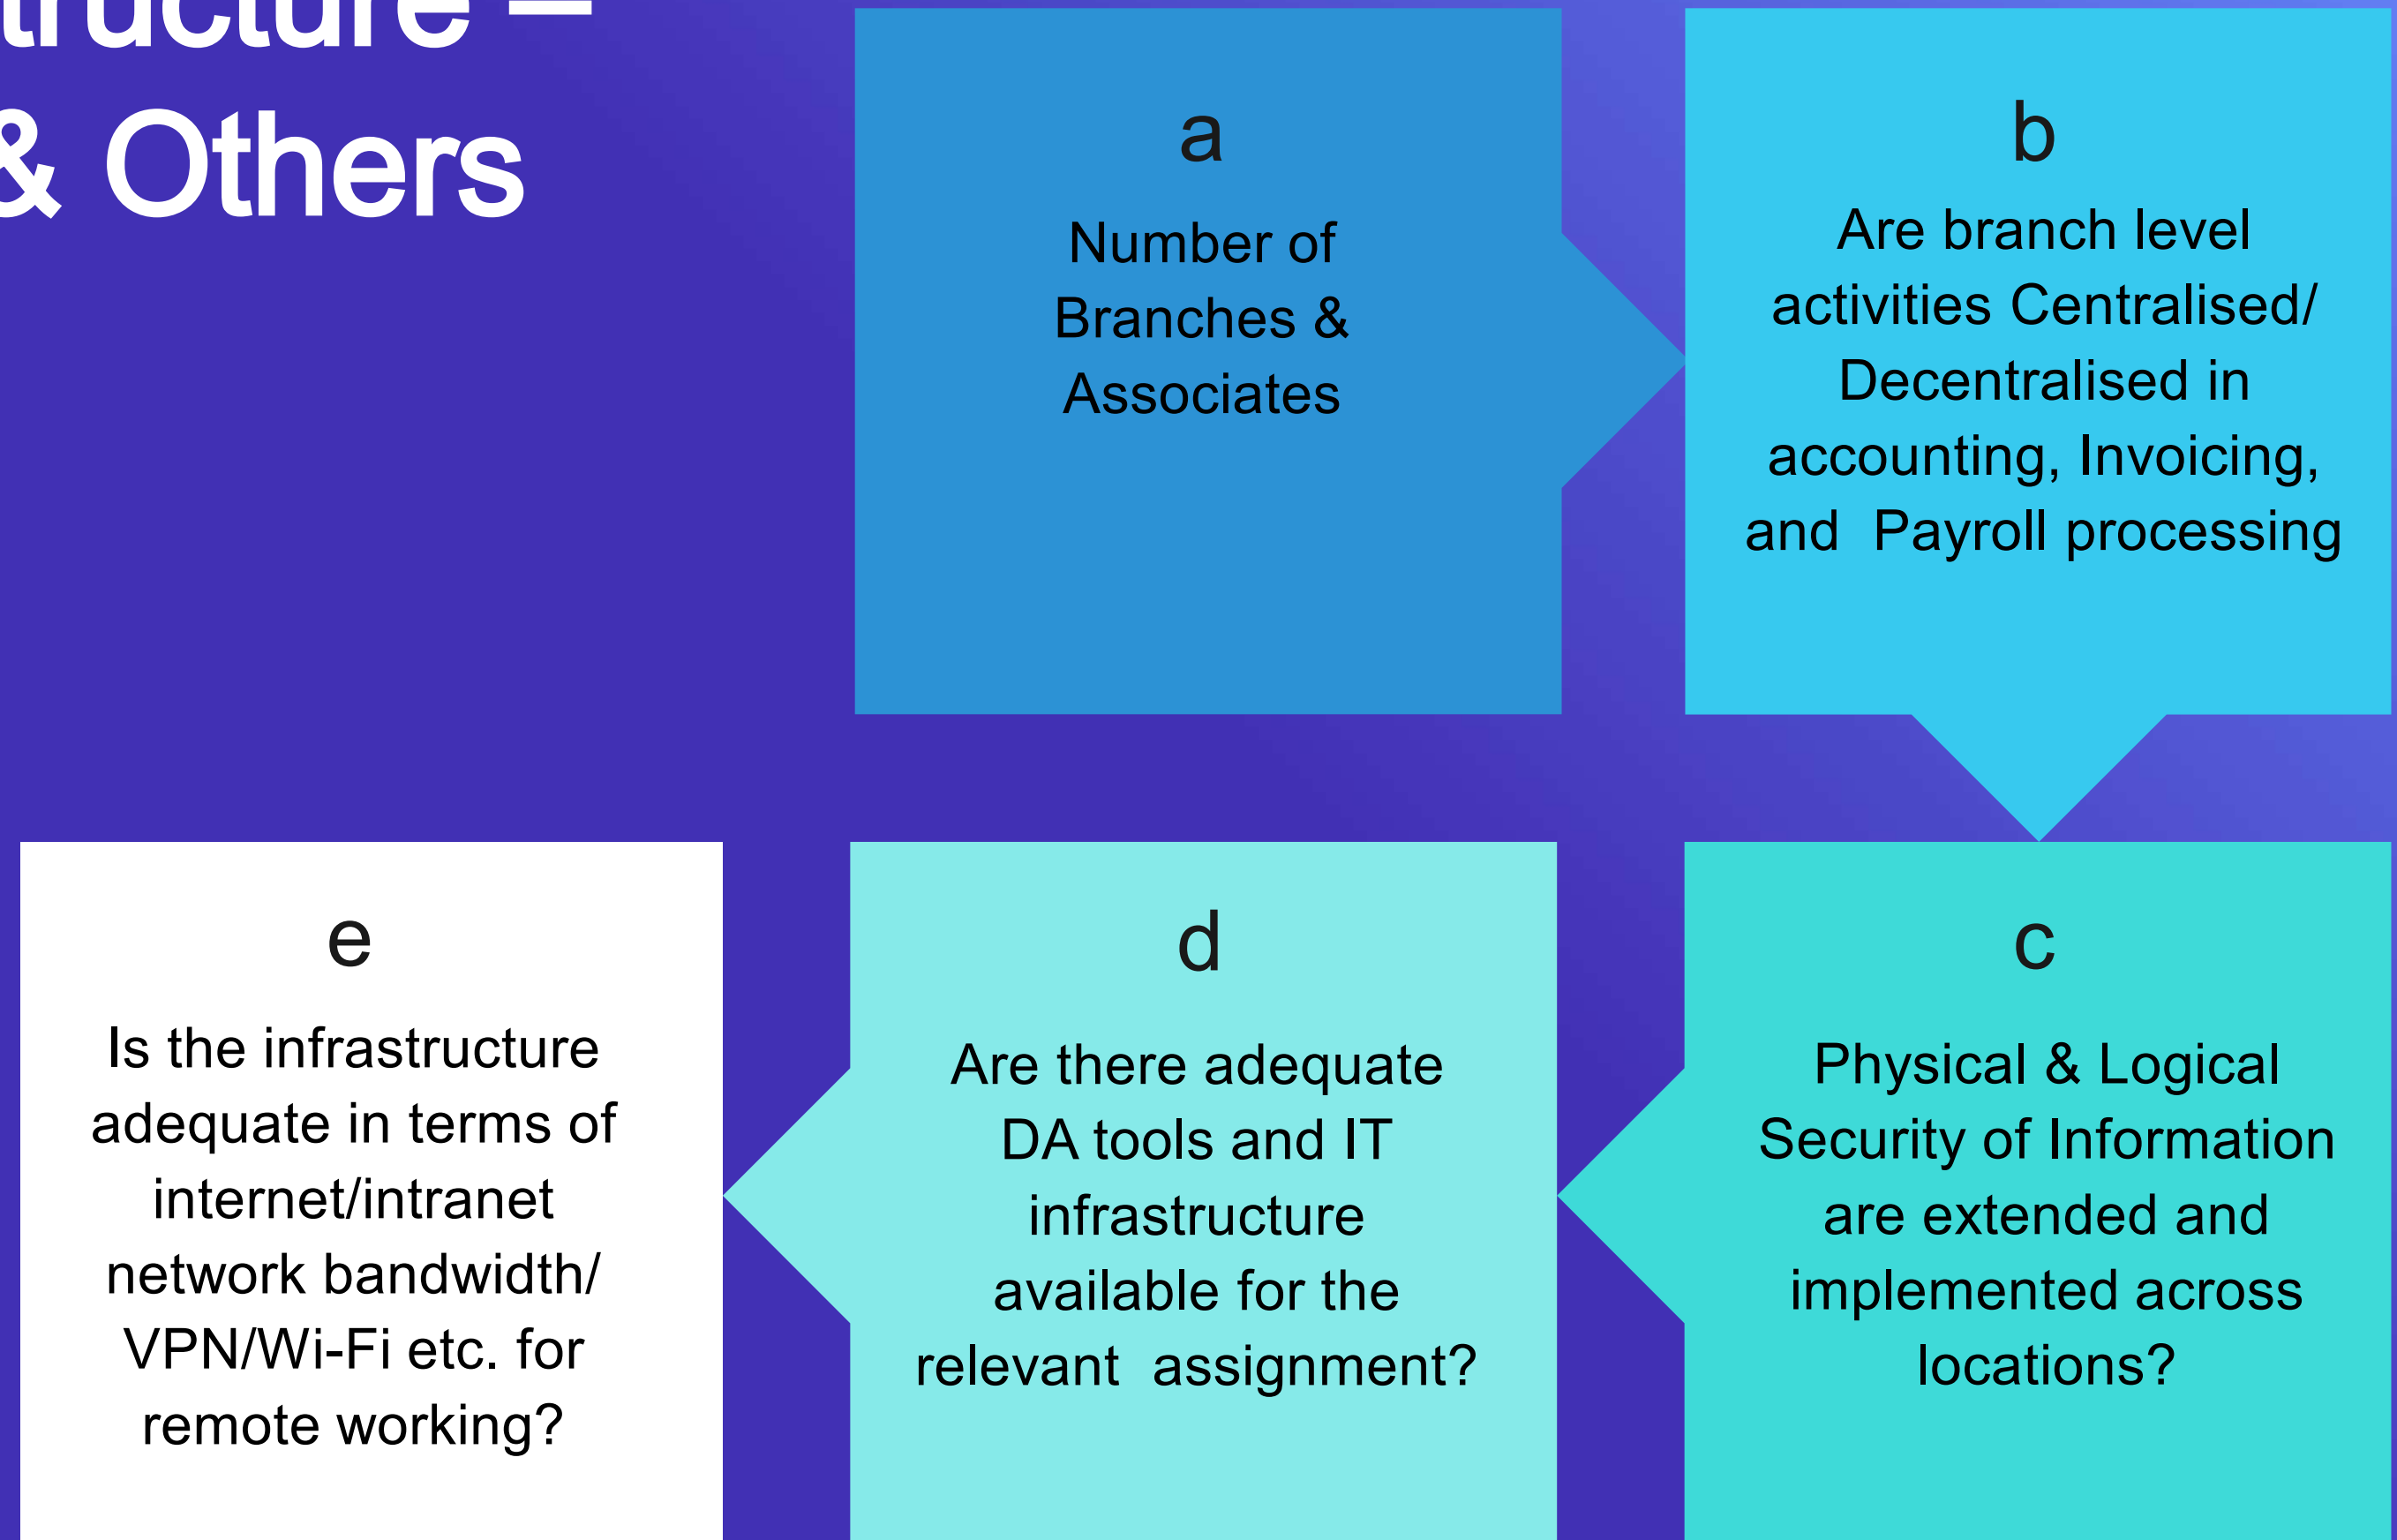 tructure –
& Others
a
Number of
Branches &
Associates
b
Are branch level
activities Centralised/
Decentralised in
accounting, Invoicing,
and  Payroll processing
c
Physical & Logical
Security of Information
are extended and
implemented across
locations?
d
Are there adequate
DA tools and IT
infrastructure
available for the
relevant  assignment?
e
Is the infrastructure
adequate in terms of
internet/intranet
network bandwidth/
VPN/Wi-Fi etc. for
remote working?